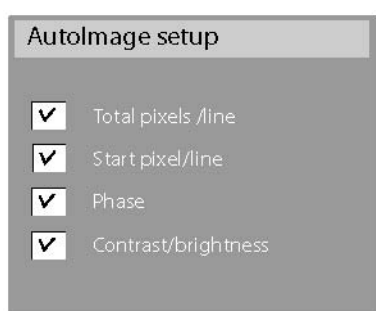 AutoImage setup
Total pixels /line
Start pixel/line
Phase
Contrast/brightness